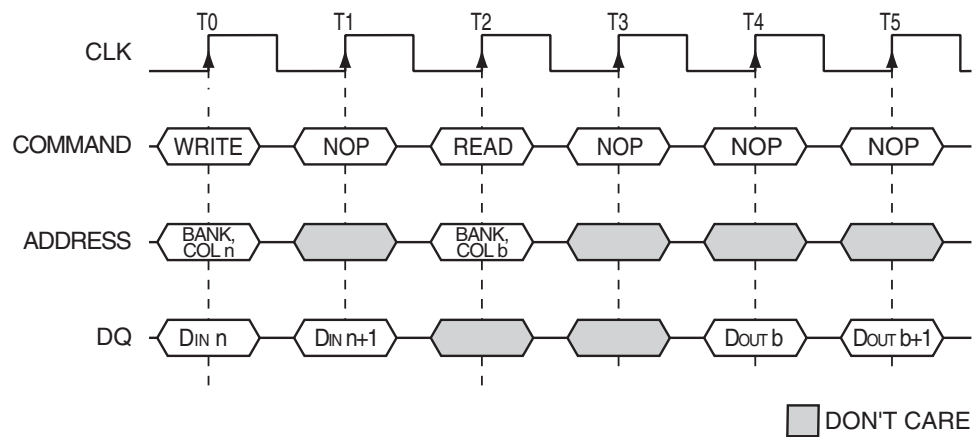 T0 T1 T2 T3 T4 T5
CLK
COMMAND WRITE NOP READ NOP NOP NOP
ADDRESS BANK, COL n BANK, COL b
DQ DIN n DIN n+1 DOUT b DOUT b+1
DON'T CARE